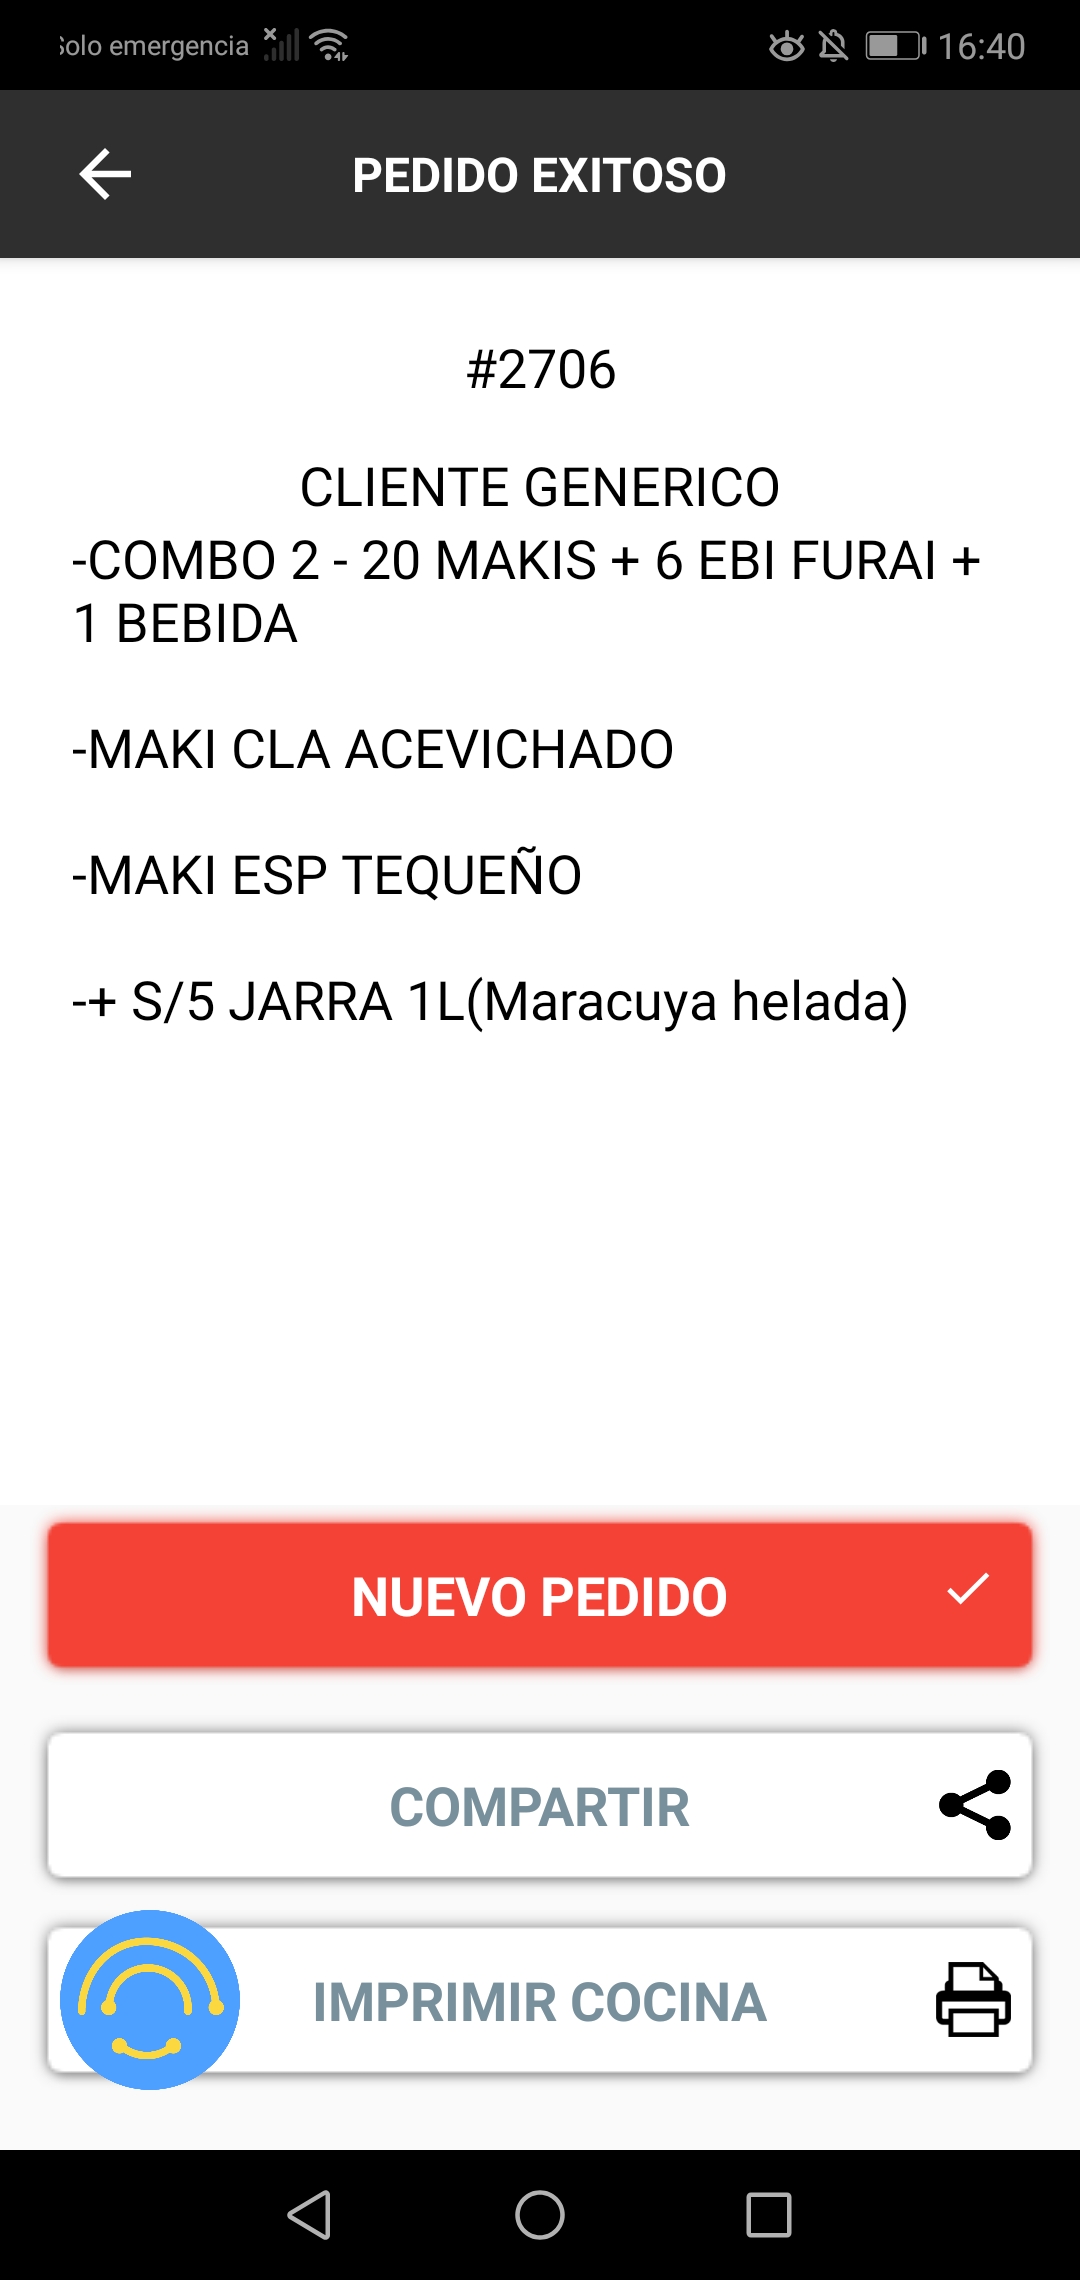 Solo emergencia 16:40
PEDIDO EXITOSO
#2706
CLIENTE GENERICO
-COMBO 2 - 20 MAKIS + 6 EBI FURAI +
1 BEBIDA
-MAKI CLA ACEVICHADO
-MAKI ESP TEQUEÑO
-+ S/5 JARRA 1L(Maracuya helada)
NUEVO PEDIDO
COMPARTIR
IMPRIMIR COCINA